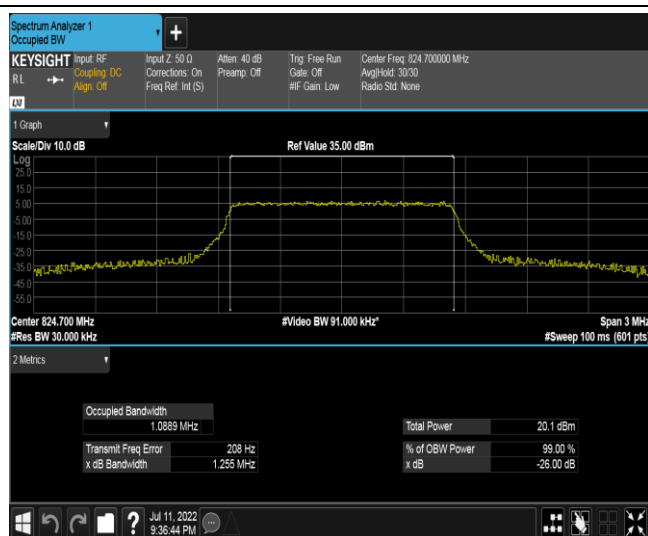 Spectrum Analyzer 1
Occupied BW
KEYSIGHT Input: RF Input Z: 50 Ω Atten: 40 dB Trig: Free Run Center Freq: 824.700000 MHz
RL Coupling: DC Corrections: On Preamp: Off Gate: Off Avg|Hold: 30/30
Align: Off Freq Ref: Int (S) #IF Gain: Low Radio Std: None
LXI
1 Graph
Scale/Div 10.0 dB Ref Value 35.00 dBm
Log
25.0
15.0
5.00
-5.00
-15.0
-25.0
-35.0
-45.0
-55.0
Center 824.700 MHz #Video BW 91.000 kHz* Span 3 MHz
#Res BW 30.000 kHz #Sweep 100 ms (601 pts)
2 Metrics
Occupied Bandwidth
1.0889 MHz Total Power 20.1 dBm
Transmit Freq Error 208 Hz % of OBW Power 99.00 %
x dB Bandwidth 1.255 MHz x dB -26.00 dB
? Jul 11, 2022
9:36:44 PM